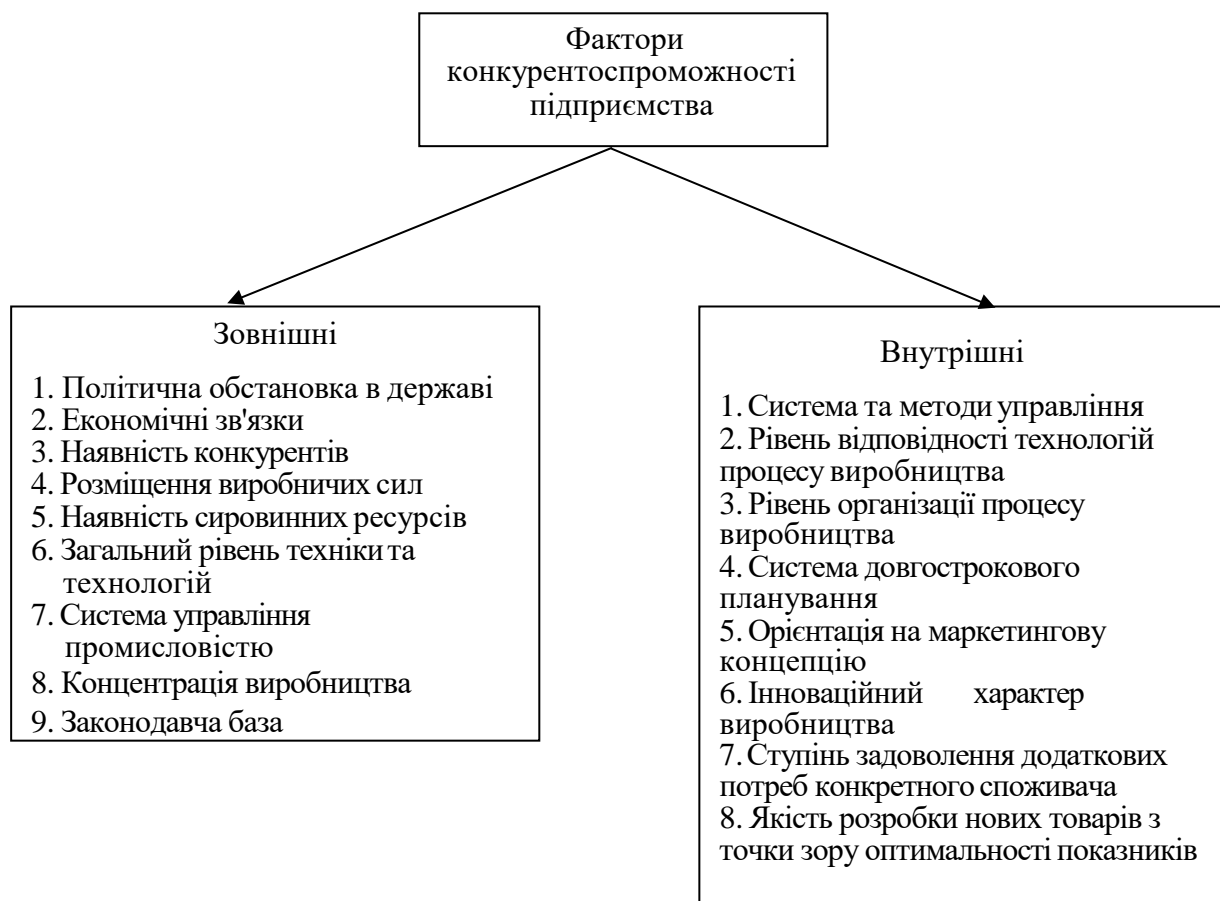 Фактори
конкурентоспроможності
підприємства
Зовнішні
1. Політична обстановка в державі
2. Економічні зв'язки
3. Наявність конкурентів
4. Розміщення виробничих сил
5. Наявність сировинних ресурсів
6. Загальний рівень техніки та
технологій
7. Система управління
промисловістю
8. Концентрація виробництва
9. Законодавча база
Внутрішні
1. Система та методи управління
2. Рівень відповідності технологій
процесу виробництва
3. Рівень організації процесу
виробництва
4. Система довгострокового
планування
5. Орієнтація на маркетингову
концепцію
6. Інноваційний характер
виробництва
7. Ступінь задоволення додаткових
потреб конкретного споживача
8. Якість розробки нових товарів з
точки зору оптимальності показників